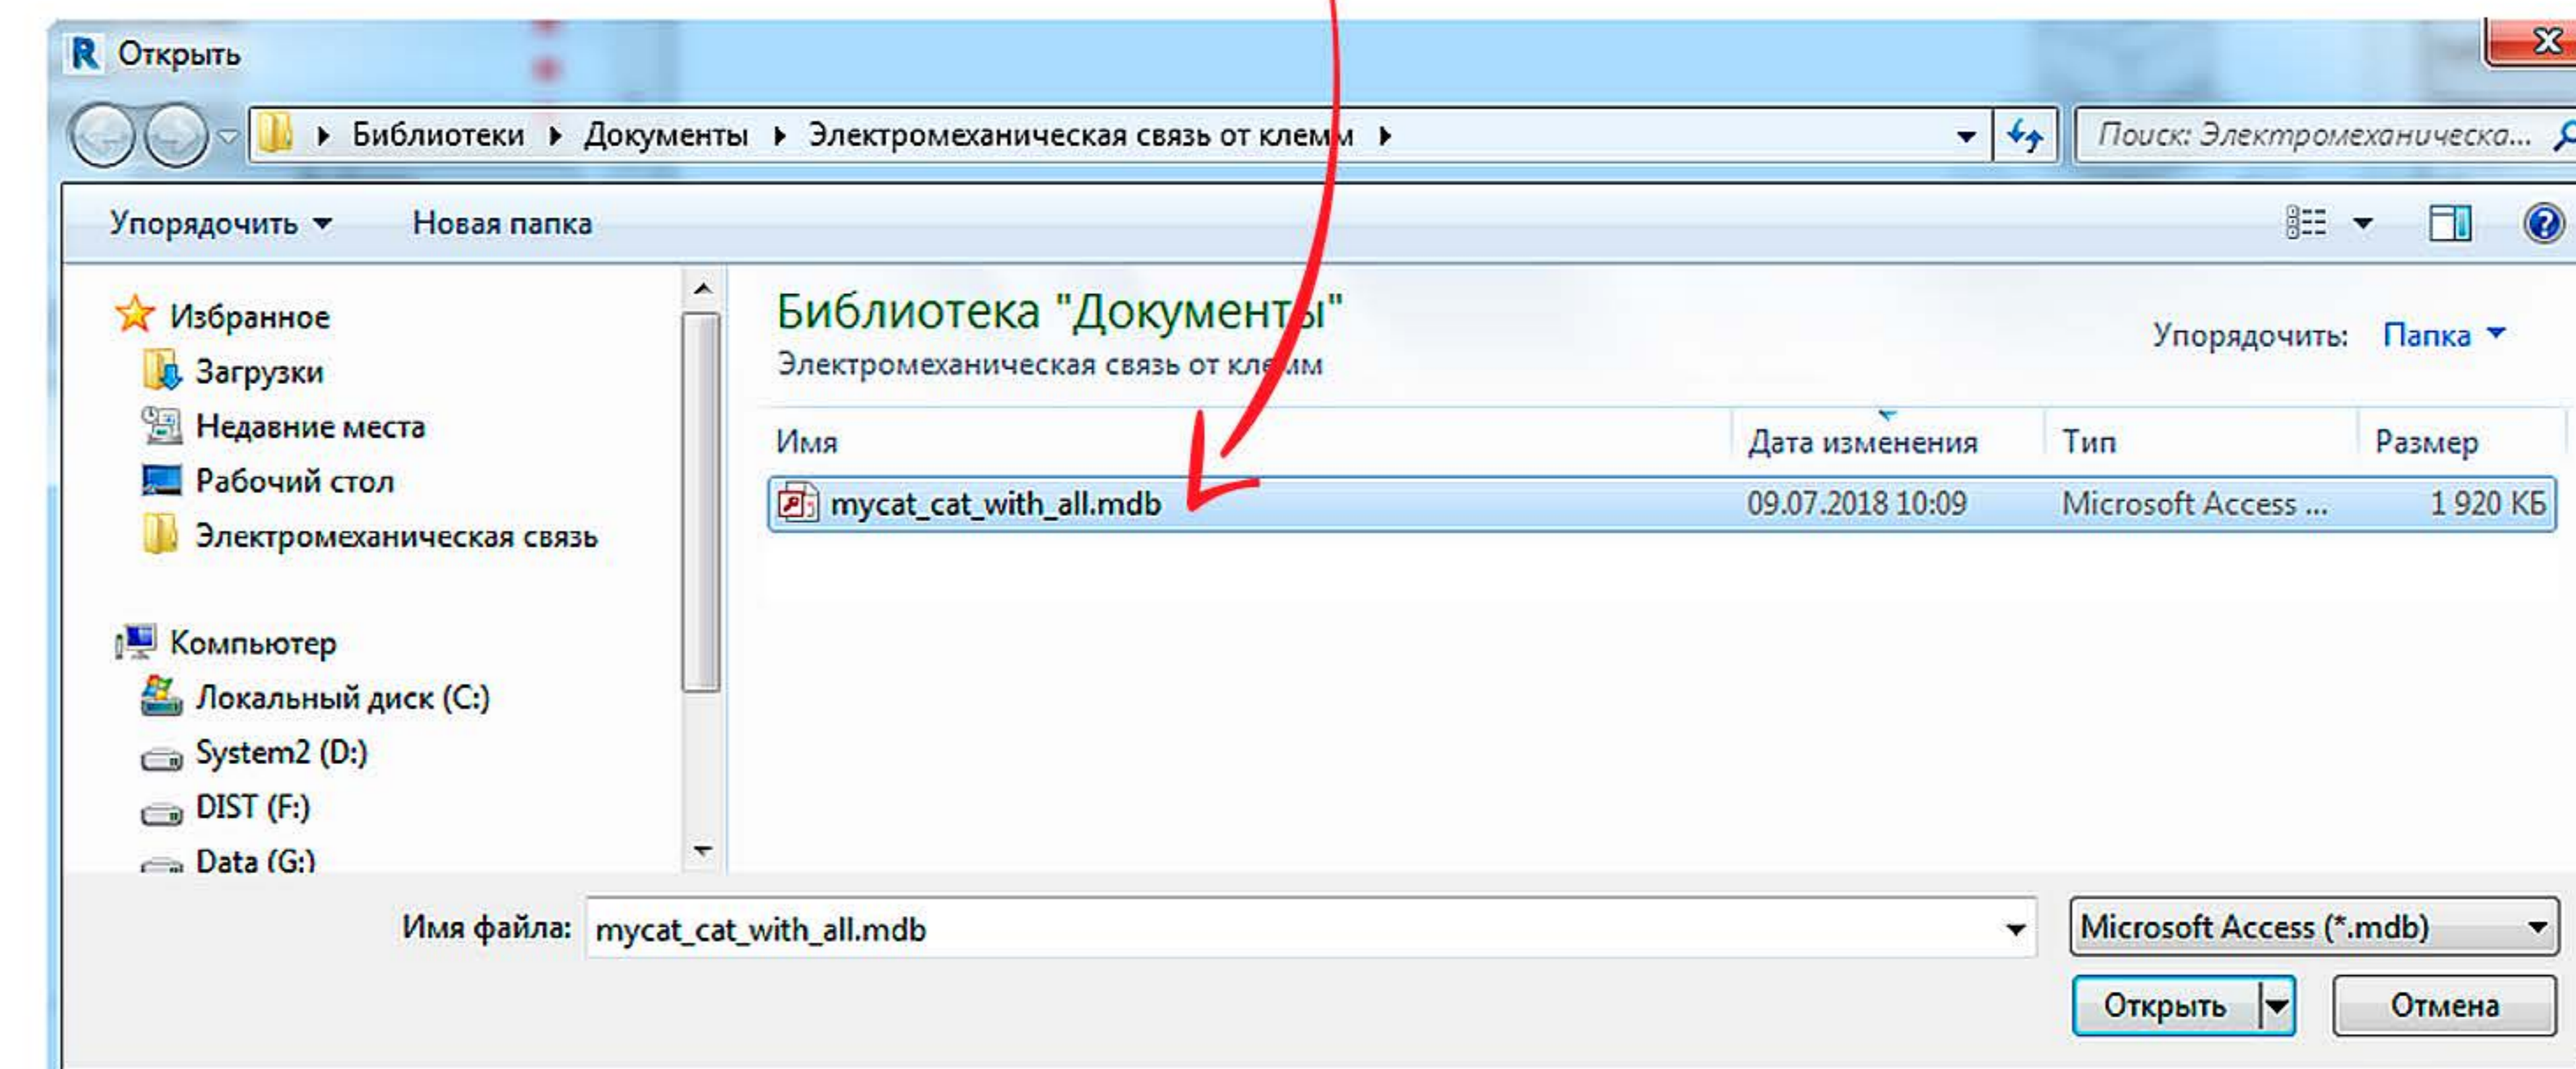 Открыть
Библиотеки Документы Электромеханическая связь от клемм Поиск: Электромеханическа...
Упорядочить Новая папка
Избранное
Загрузки
Недавние места
Рабочий стол
Электромеханическая связь
Компьютер
Локальный диск (C:)
System2 (D:)
DIST (F:)
Data (G:)
Библиотека "Документы"
Электромеханическая связь от клемм
Упорядочить: Папка
Имя Дата изменения Тип Размер
mycat_cat_with_all.mdb 09.07.2018 10:09 Microsoft Access ... 1 920 КБ
Имя файла: mycat_cat_with_all.mdb Microsoft Access (*.mdb)
Открыть Отмена